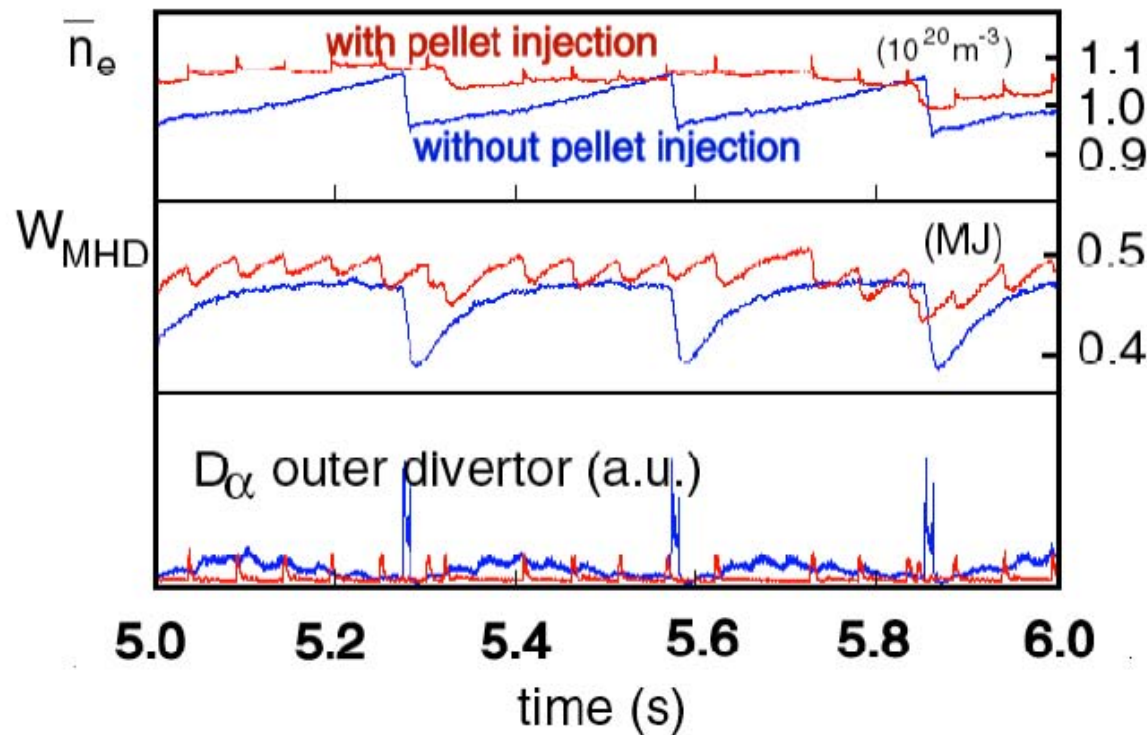 n̄e
with pellet injection
(10²⁰m⁻³)
1.1
1.0
without pellet injection
0.9
WMHD
(MJ)
0.5
0.4
Dα outer divertor (a.u.)
5.0 5.2 5.4 5.6 5.8 6.0
time (s)